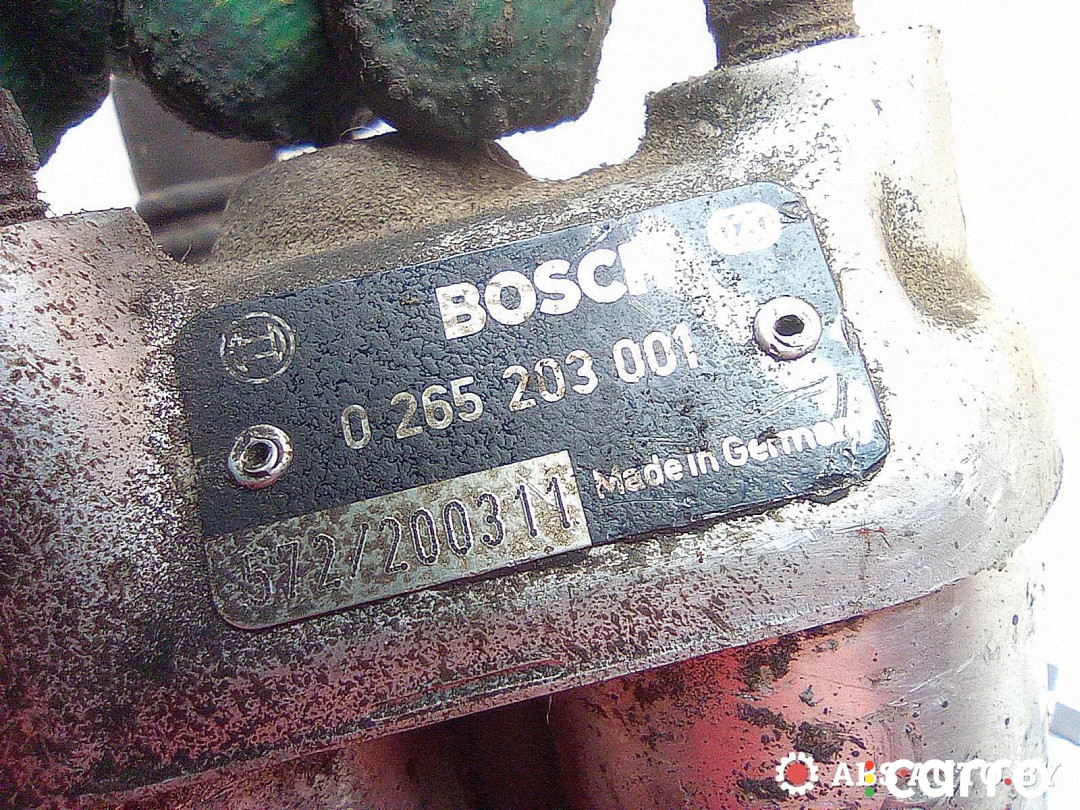 BOSCH
0 265 203 001
Made in Germany
572/200311